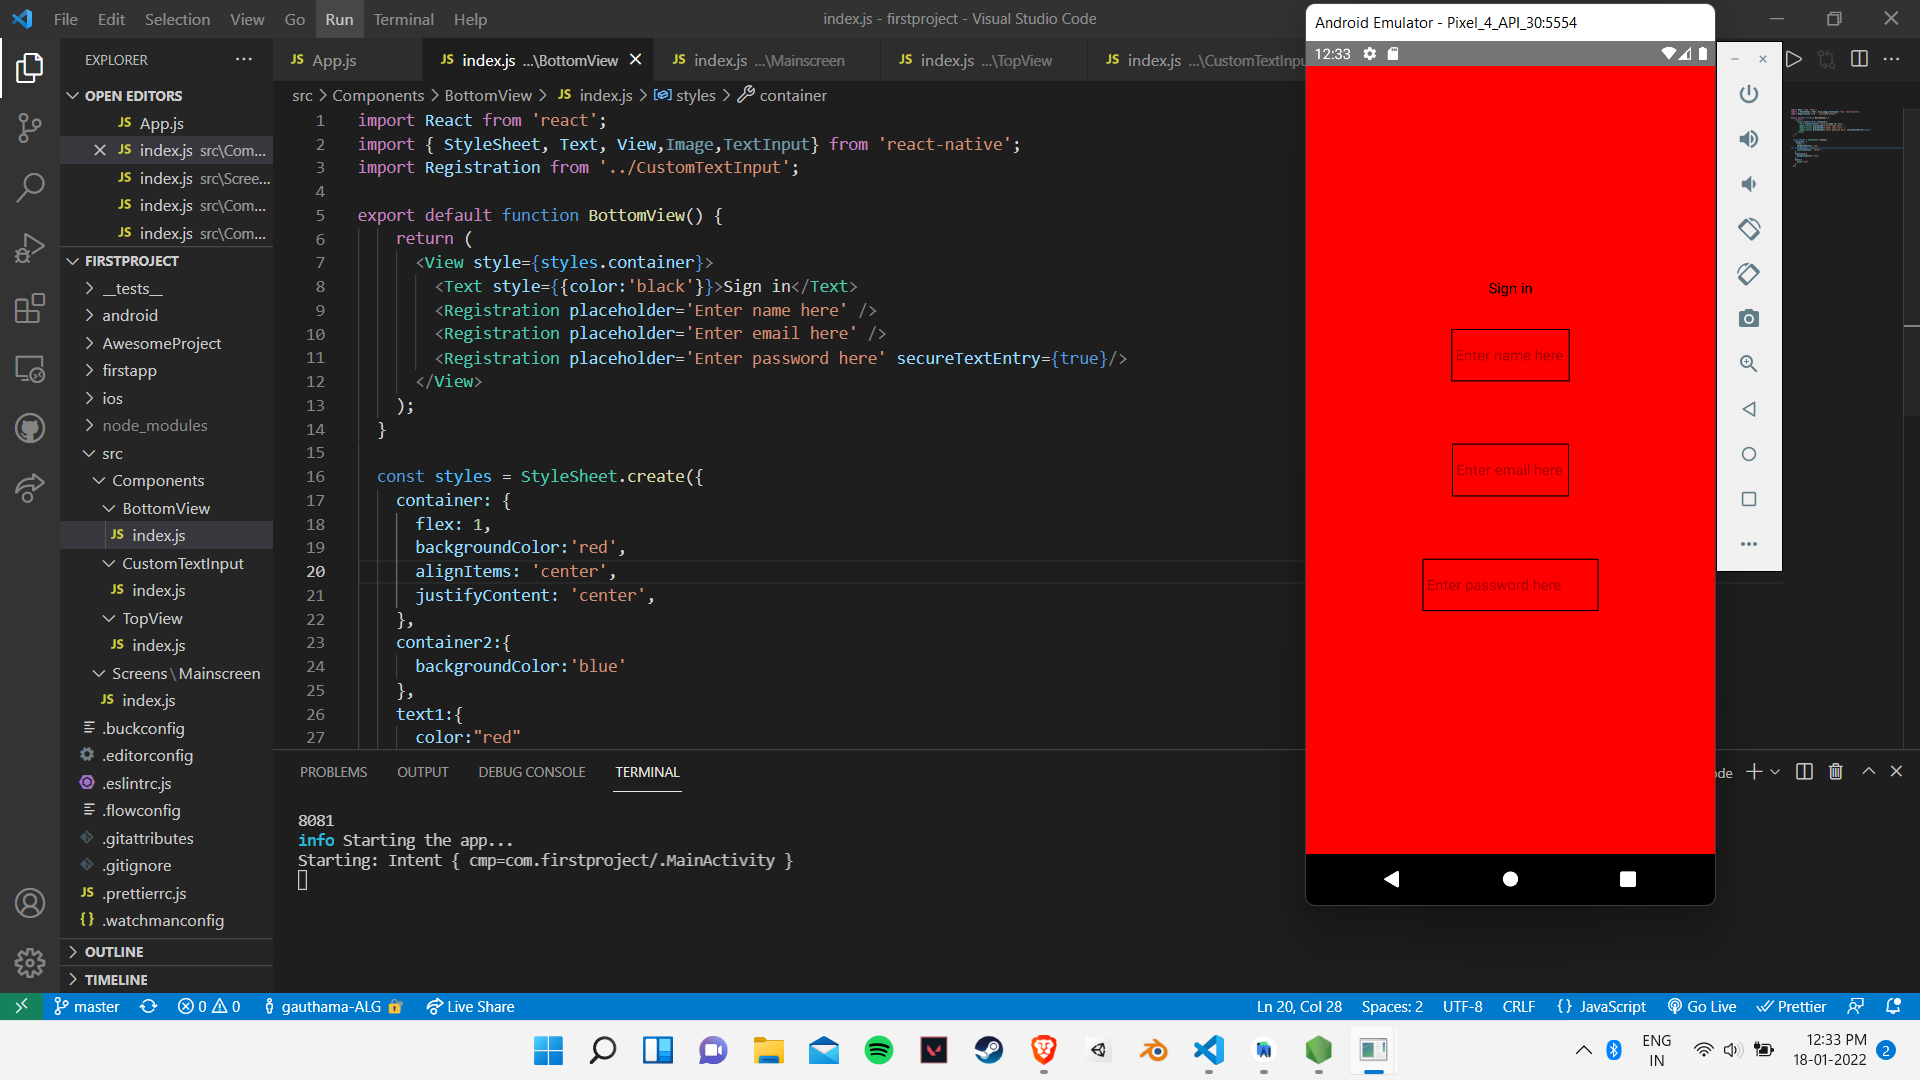 File Edit Selection View Go Run Terminal Help
index.js - firstproject - Visual Studio Code
EXPLORER
OPEN EDITORS
JS App.js
JS index.js src\Com...
JS index.js src\Scree...
JS index.js src\Com...
JS index.js src\Com...
FIRSTPROJECT
__tests__
android
AwesomeProject
firstapp
ios
node_modules
src
Components
BottomView
JS index.js
CustomTextInput
JS index.js
TopView
JS index.js
Screens\Mainscreen
JS index.js
.buckconfig
.editorconfig
.eslintrc.js
.flowconfig
.gitattributes
.gitignore
JS .prettierrc.js
{} .watchmanconfig
OUTLINE
TIMELINE
JS App.js
JS index.js ...\BottomView
JS index.js ...\Mainscreen
JS index.js ...\TopView
JS index.js ...\CustomTextInpu
src > Components > BottomView > JS index.js > styles > container
1 import React from 'react';
2 import { StyleSheet, Text, View,Image,TextInput} from 'react-native';
3 import Registration from '../CustomTextInput';
4
5 export default function BottomView() {
6 return (
7 <View style={styles.container}>
8 <Text style={{color:'black'}}>Sign in</Text>
9 <Registration placeholder='Enter name here' />
10 <Registration placeholder='Enter email here' />
11 <Registration placeholder='Enter password here' secureTextEntry={true}/>
12 </View>
13 );
14 }
15
16 const styles = StyleSheet.create({
17 container: {
18 flex: 1,
19 backgroundColor:'red',
20 alignItems: 'center',
21 justifyContent: 'center',
22 },
23 container2:{
24 backgroundColor:'blue'
25 },
26 text1:{
27 color:"red"
PROBLEMS OUTPUT DEBUG CONSOLE TERMINAL
8081
info Starting the app...
Starting: Intent { cmp=com.firstproject/.MainActivity }
Android Emulator - Pixel_4_API_30:5554
12:33
Sign in
Enter name here
Enter email here
Enter password here
master
0 0
gauthama-ALG
Live Share
Ln 20, Col 28 Spaces: 2 UTF-8 CRLF {} JavaScript Go Live Prettier
ENG
IN
12:33 PM
18-01-2022
2